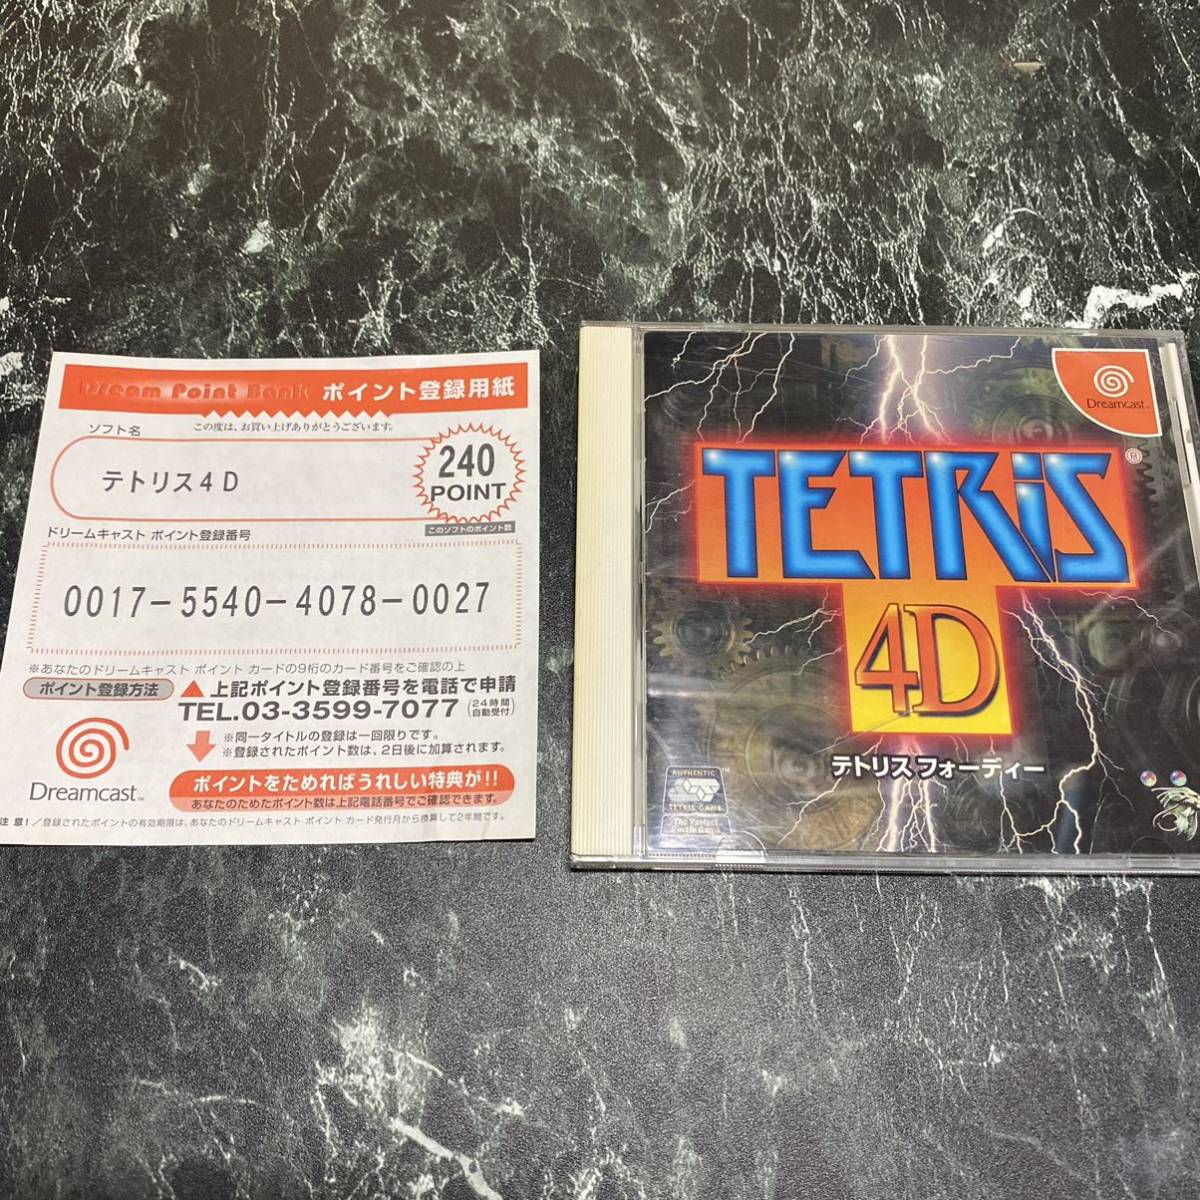 Dream Point Bank ポイント登録用紙
ソフト名
この度は、お買い上げありがとうございます。
テトリス4D
240
POINT
このソフトのポイント数
ドリームキャスト ポイント登録番号
0017-5540-4078-0027
※あなたのドリームキャスト ポイント カードの9桁のカード番号をご確認の上
ポイント登録方法
▲上記ポイント登録番号を電話で申請
TEL.03-3599-7077 (24時間自動受付)
※同一タイトルの登録は一回限りです。
※登録されたポイント数は、2日後に加算されます。
Dreamcast™
ポイントをためればうれしい特典が!!
あなたのためたポイント数は上記電話番号でご確認できます。
注 意!/登録されたポイントの有効期限は、あなたのドリームキャスト ポイント カード発行月から換算して2年間です。
Dreamcast™
TETRIS®
4D
テトリス フォーディー
AUTHENTIC
TETRIS GAME
The Perfect
Puzzle Game